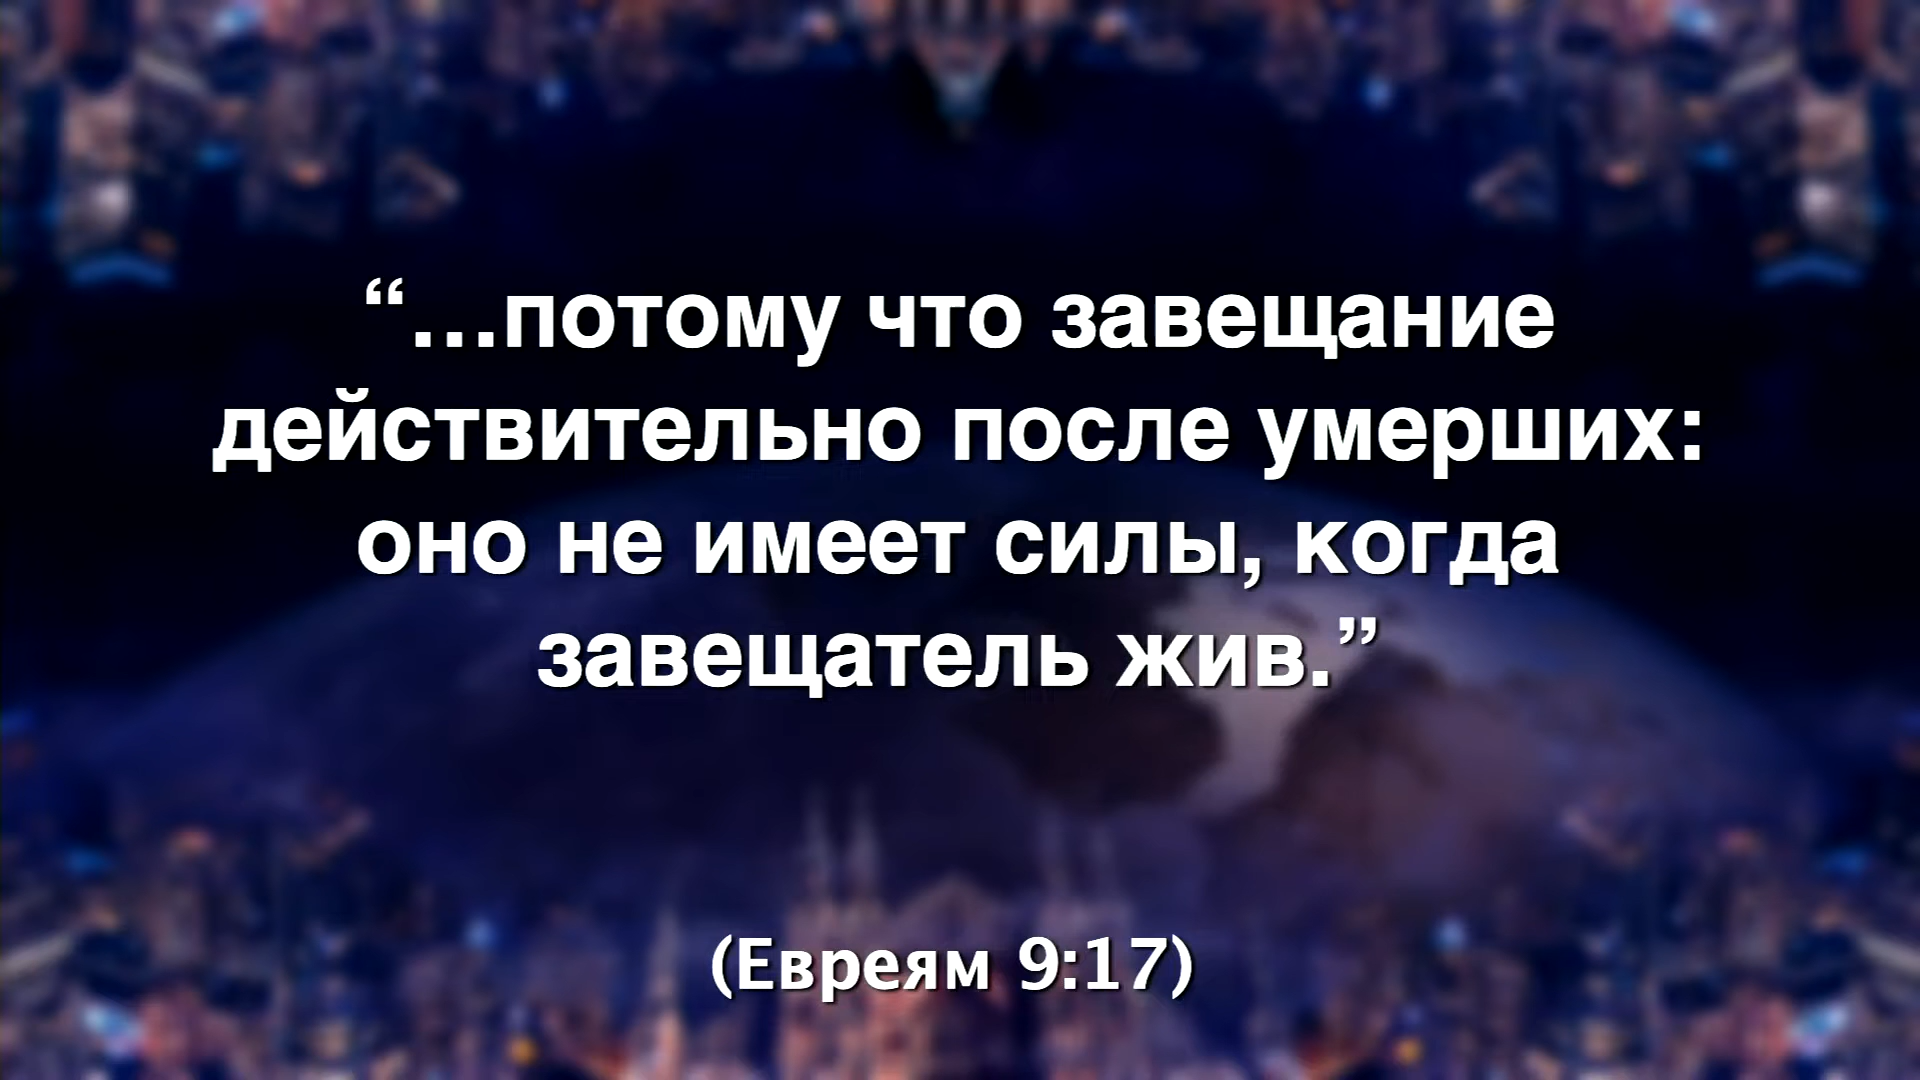 “...потому что завещание
действительно после умерших:
оно не имеет силы, когда
завещатель жив.”
(Евреям 9:17)